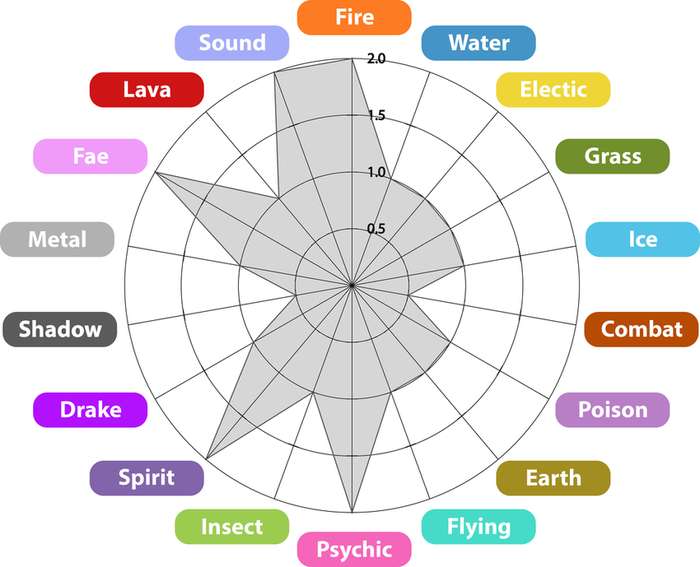 Fire
Sound
Water
2.0
Lava
Electic
1.5
Fae
Grass
1.0
0.5
Metal
Ice
Shadow
Combat
Drake
Poison
Spirit
Earth
Insect
Flying
Psychic